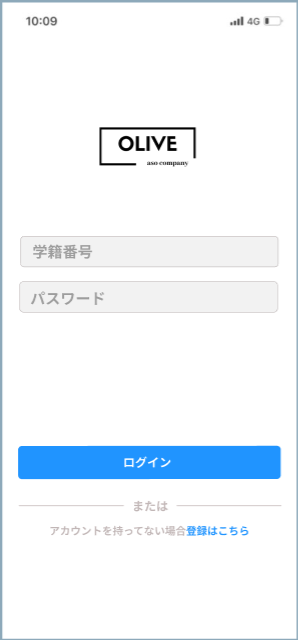 10:09 4G
OLIVE
aso company
学籍番号
パスワード
ログイン
または
アカウントを持ってない場合登録はこちら